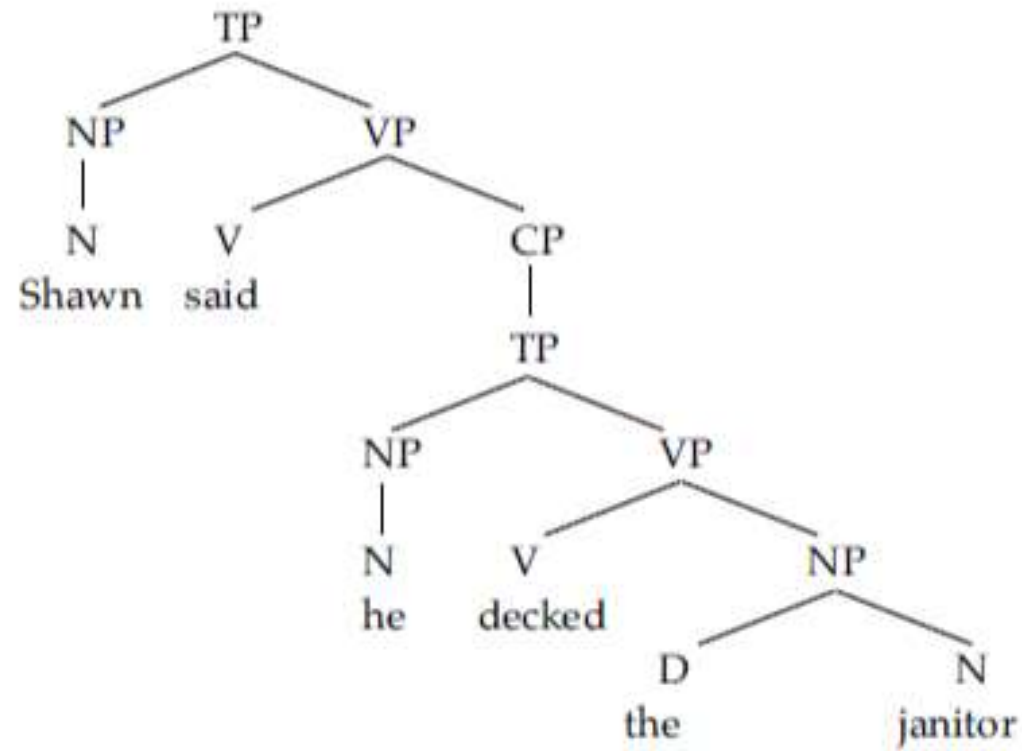 TP
NP VP
N V CP
Shawn said
TP
NP VP
N V NP
he decked
D N
the janitor